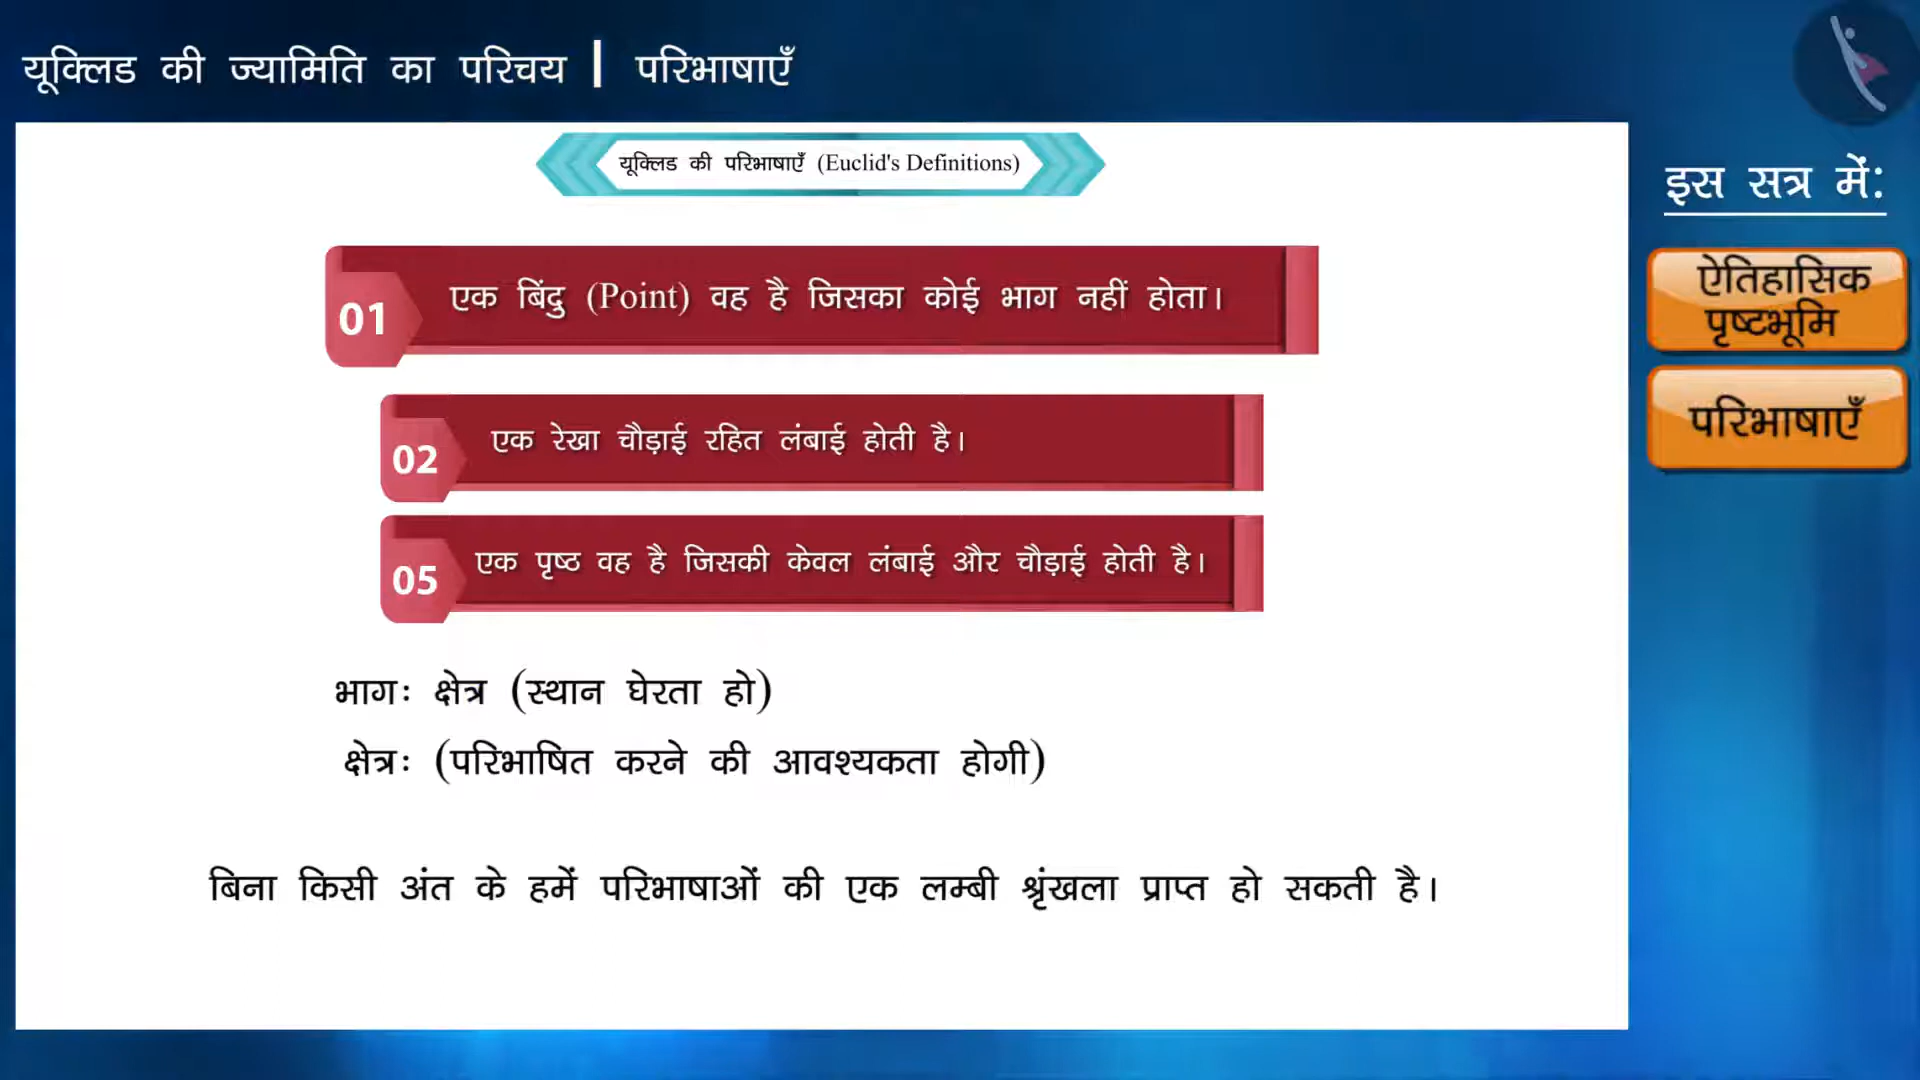 यूक्लिड की ज्यामिति का परिचय | परिभाषाएँ
यूक्लिड की परिभाषाएँ (Euclid's Definitions)
01 एक बिंदु (Point) वह है जिसका कोई भाग नहीं होता।
02 एक रेखा चौड़ाई रहित लंबाई होती है।
05 एक पृष्ठ वह है जिसकी केवल लंबाई और चौड़ाई होती है।
भाग: क्षेत्र (स्थान घेरता हो)
क्षेत्र: (परिभाषित करने की आवश्यकता होगी)
बिना किसी अंत के हमें परिभाषाओं की एक लम्बी श्रृंखला प्राप्त हो सकती है।
इस सत्र में:
ऐतिहासिक
पृष्टभूमि
परिभाषाएँ